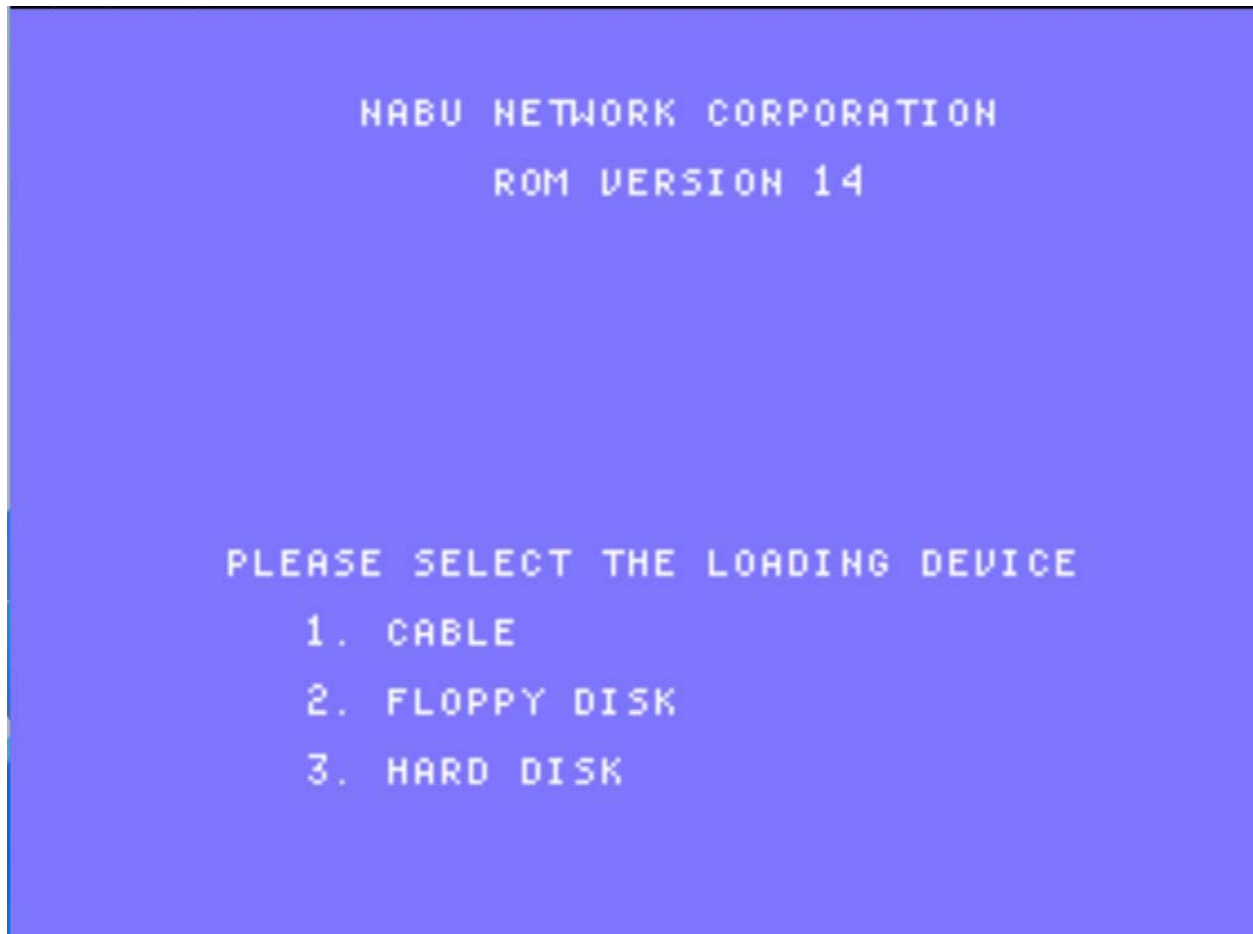 NABU NETWORK CORPORATION
ROM VERSION 14
PLEASE SELECT THE LOADING DEVICE
1. CABLE
2. FLOPPY DISK
3. HARD DISK